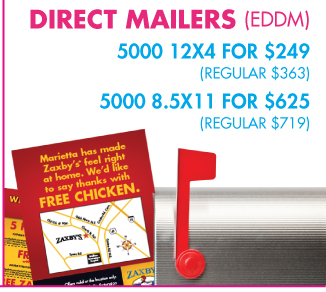 DIRECT MAILERS (EDDM)
5000 12X4 FOR $249
(REGULAR $363)
5000 8.5X11 FOR $625
(REGULAR $719)
Marietta has made
Zaxby's' feel right
at home. We'd like
to say thanks with
FREE CHICKEN.
ZAXBY'S
ZAXBY